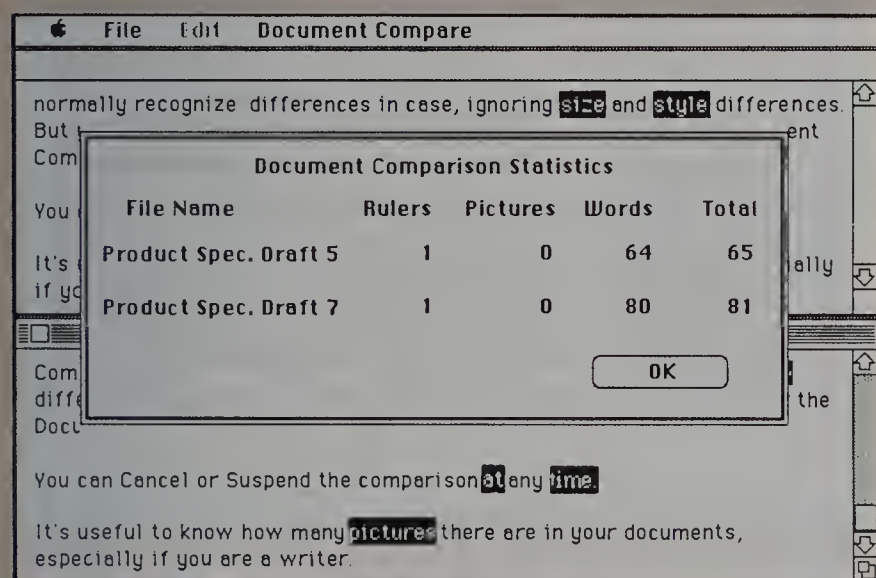 File Edit Document Compare
normally recognize differences in case, ignoring size and style differences.
But ent
Com
Document Comparison Statistics
You
File Name Rulers Pictures Words Total
Product Spec. Draft 5 1 0 64 65
It's ally
if yo
Product Spec. Draft 7 1 0 80 81
OK
Com
diffe the
Docu
You can Cancel or Suspend the comparison at any time.
It's useful to know how many pictures there are in your documents,
especially if you are a writer.